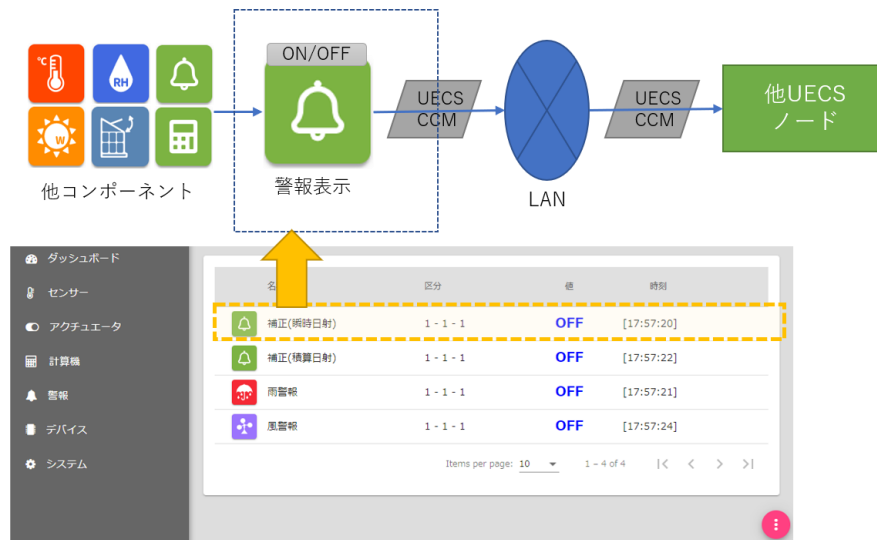 °C
RH
W
他コンポーネント
ON/OFF
警報表示
UECS
CCM
LAN
UECS
CCM
他UECS
ノード
ダッシュボード
センサー
アクチュエータ
計算機
警報
デバイス
システム
名 区分 値 時刻
補正(瞬時日射) 1 - 1 - 1 OFF [17:57:20]
補正(積算日射) 1 - 1 - 1 OFF [17:57:22]
雨警報 1 - 1 - 1 OFF [17:57:21]
風警報 1 - 1 - 1 OFF [17:57:24]
Items per page: 10 1 – 4 of 4